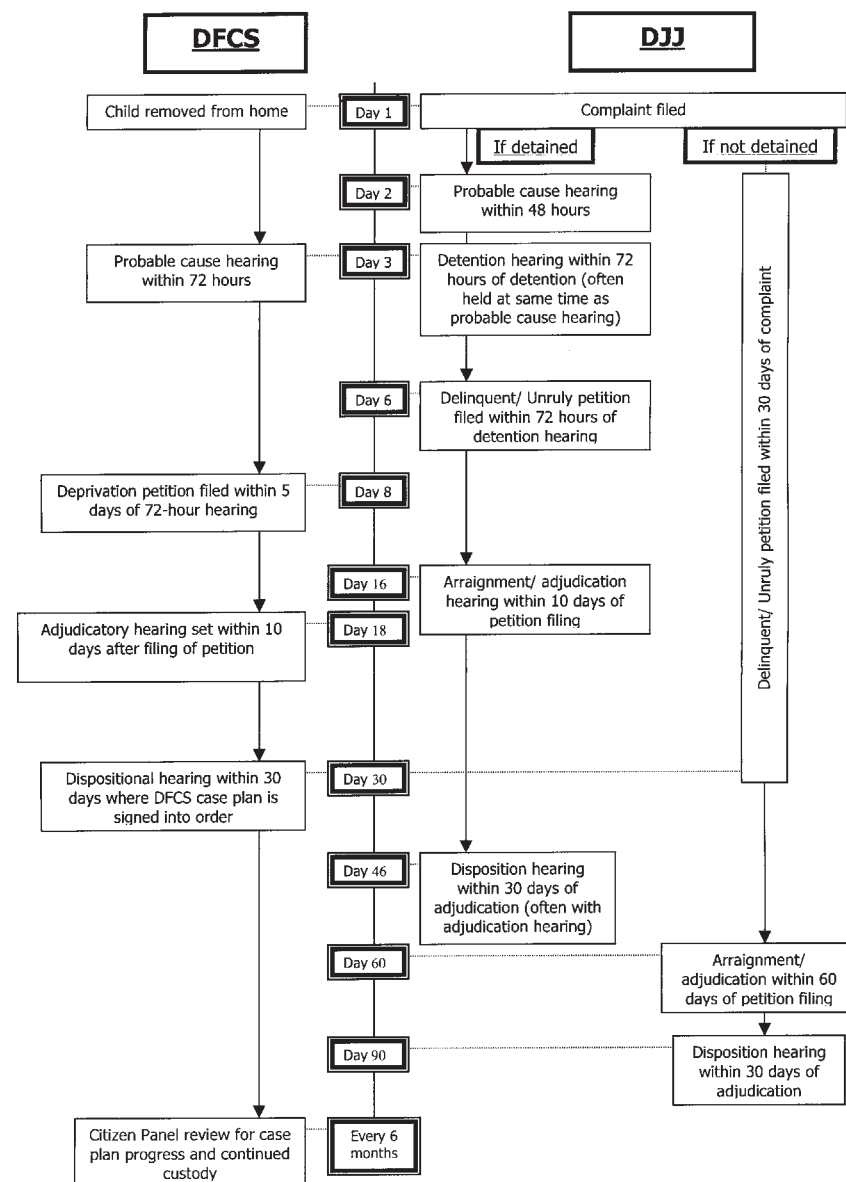 DFCS
DJJ
Child removed from home
Day 1
Complaint filed
If detained
If not detained
Day 2
Probable cause hearing
within 48 hours
Probable cause hearing
within 72 hours
Day 3
Detention hearing within 72
hours of detention (often
held at same time as
probable cause hearing)
Delinquent/ Unruly petition filed within 30 days of complaint
Day 6
Delinquent/ Unruly petition
filed within 72 hours of
detention hearing
Deprivation petition filed within 5
days of 72-hour hearing
Day 8
Day 16
Arraignment/ adjudication
hearing within 10 days of
petition filing
Adjudicatory hearing set within 10
days after filing of petition
Day 18
Dispositional hearing within 30
days where DFCS case plan is
signed into order
Day 30
Day 46
Disposition hearing
within 30 days of
adjudication (often with
adjudication hearing)
Day 60
Arraignment/
adjudication within 60
days of petition filing
Day 90
Disposition hearing
within 30 days of
adjudication
Citizen Panel review for case
plan progress and continued
custody
Every 6
months